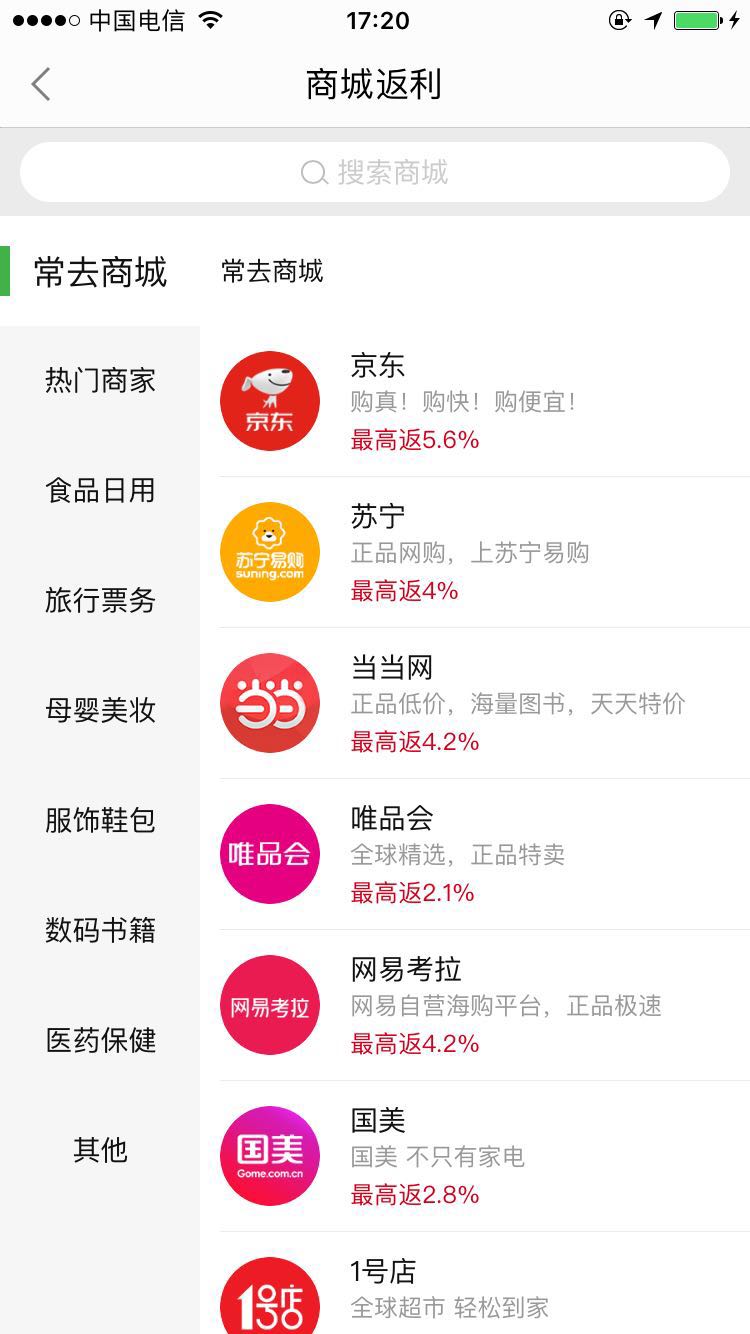 中国电信
17:20
商城返利
搜索商城
常去商城
热门商家
食品日用
旅行票务
母婴美妆
服饰鞋包
数码书籍
医药保健
其他
常去商城
京东
京东
购真！购快！购便宜！
最高返5.6%
苏宁易购
suning.com
苏宁
正品网购，上苏宁易购
最高返4%
当当
当当网
正品低价，海量图书，天天特价
最高返4.2%
唯品会
唯品会
全球精选，正品特卖
最高返2.1%
网易考拉
网易考拉
网易自营海购平台，正品极速
最高返4.2%
国美
Gome.com.cn
国美
国美 不只有家电
最高返2.8%
1号店
1号店
全球超市 轻松到家